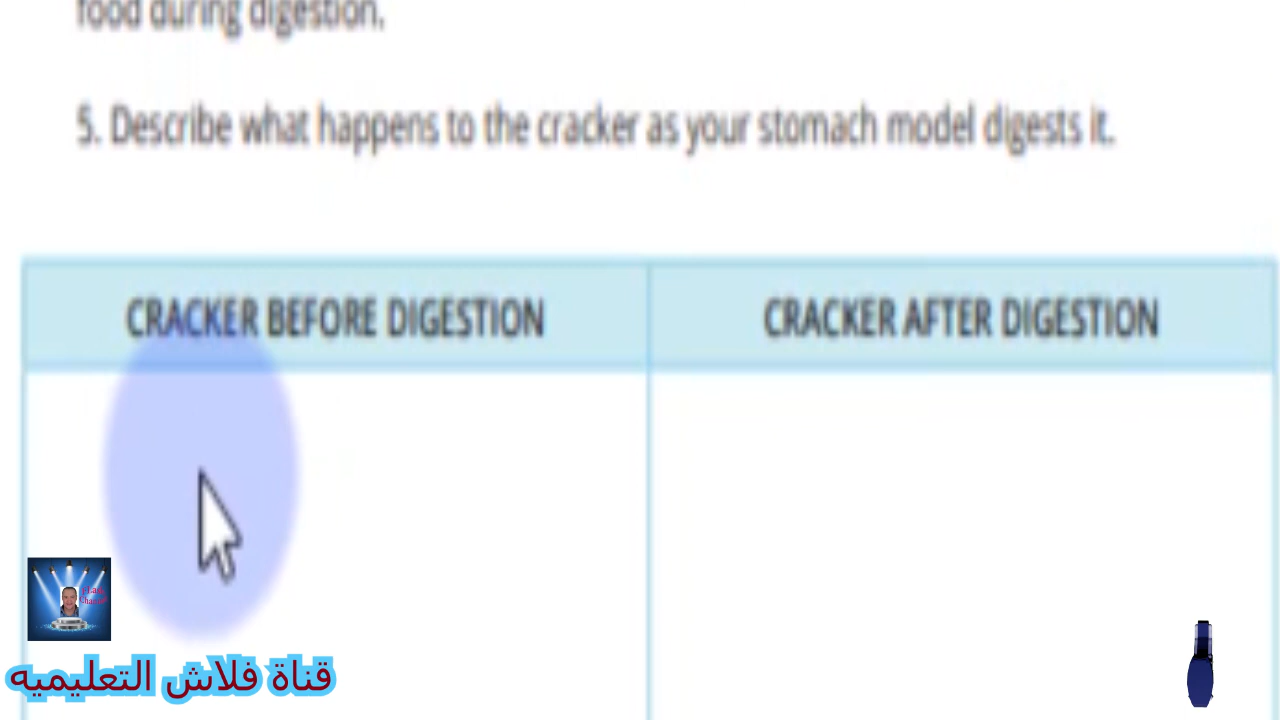 food during digestion.
5. Describe what happens to the cracker as your stomach model digests it.
CRACKER BEFORE DIGESTION
CRACKER AFTER DIGESTION
قناة فلاش التعليميه